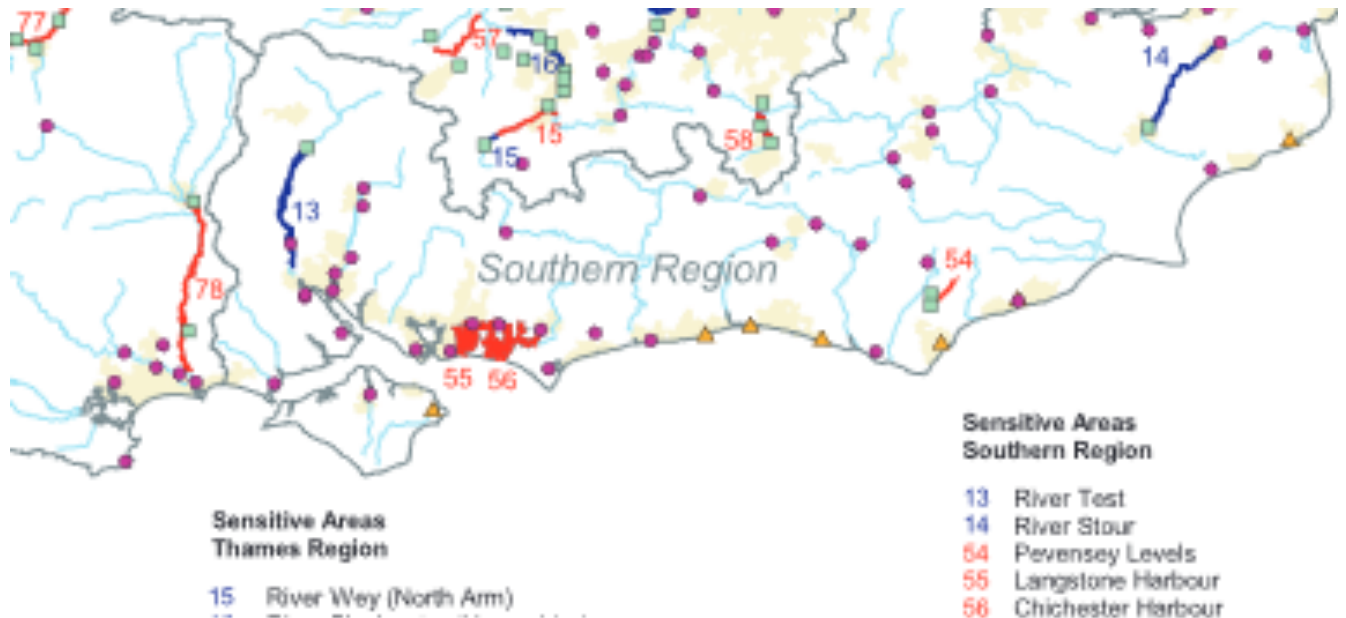 77
57
16
14
15
58
15
13
Southern Region
54
78
55
56
Sensitive Areas
Southern Region
13 River Test
14 River Stour
54 Pevensey Levels
55 Langstone Harbour
56 Chichester Harbour
Sensitive Areas
Thames Region
15 River Wey (North Arm)